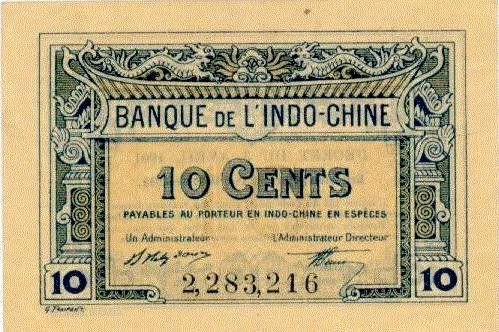 BANQUE DE L'INDO-CHINE
10 CENTS
PAYABLES AU PORTEUR EN INDO-CHINE EN ESPÈCES
Un Administrateur L'Administrateur Directeur
10 2,283,216 10